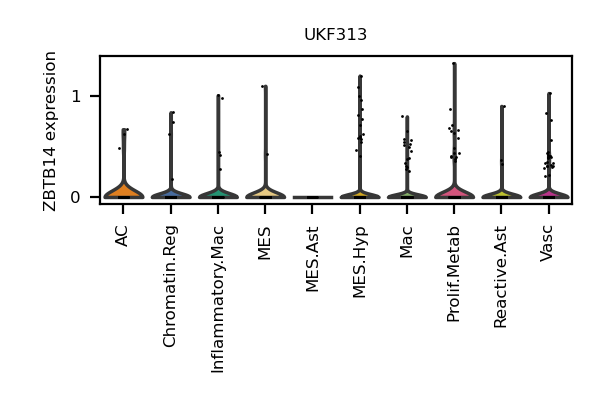 UKF313
ZBTB14 expression
1
0
AC
Chromatin.Reg
Inflammatory.Mac
MES
MES.Ast
MES.Hyp
Mac
Prolif.Metab
Reactive.Ast
Vasc